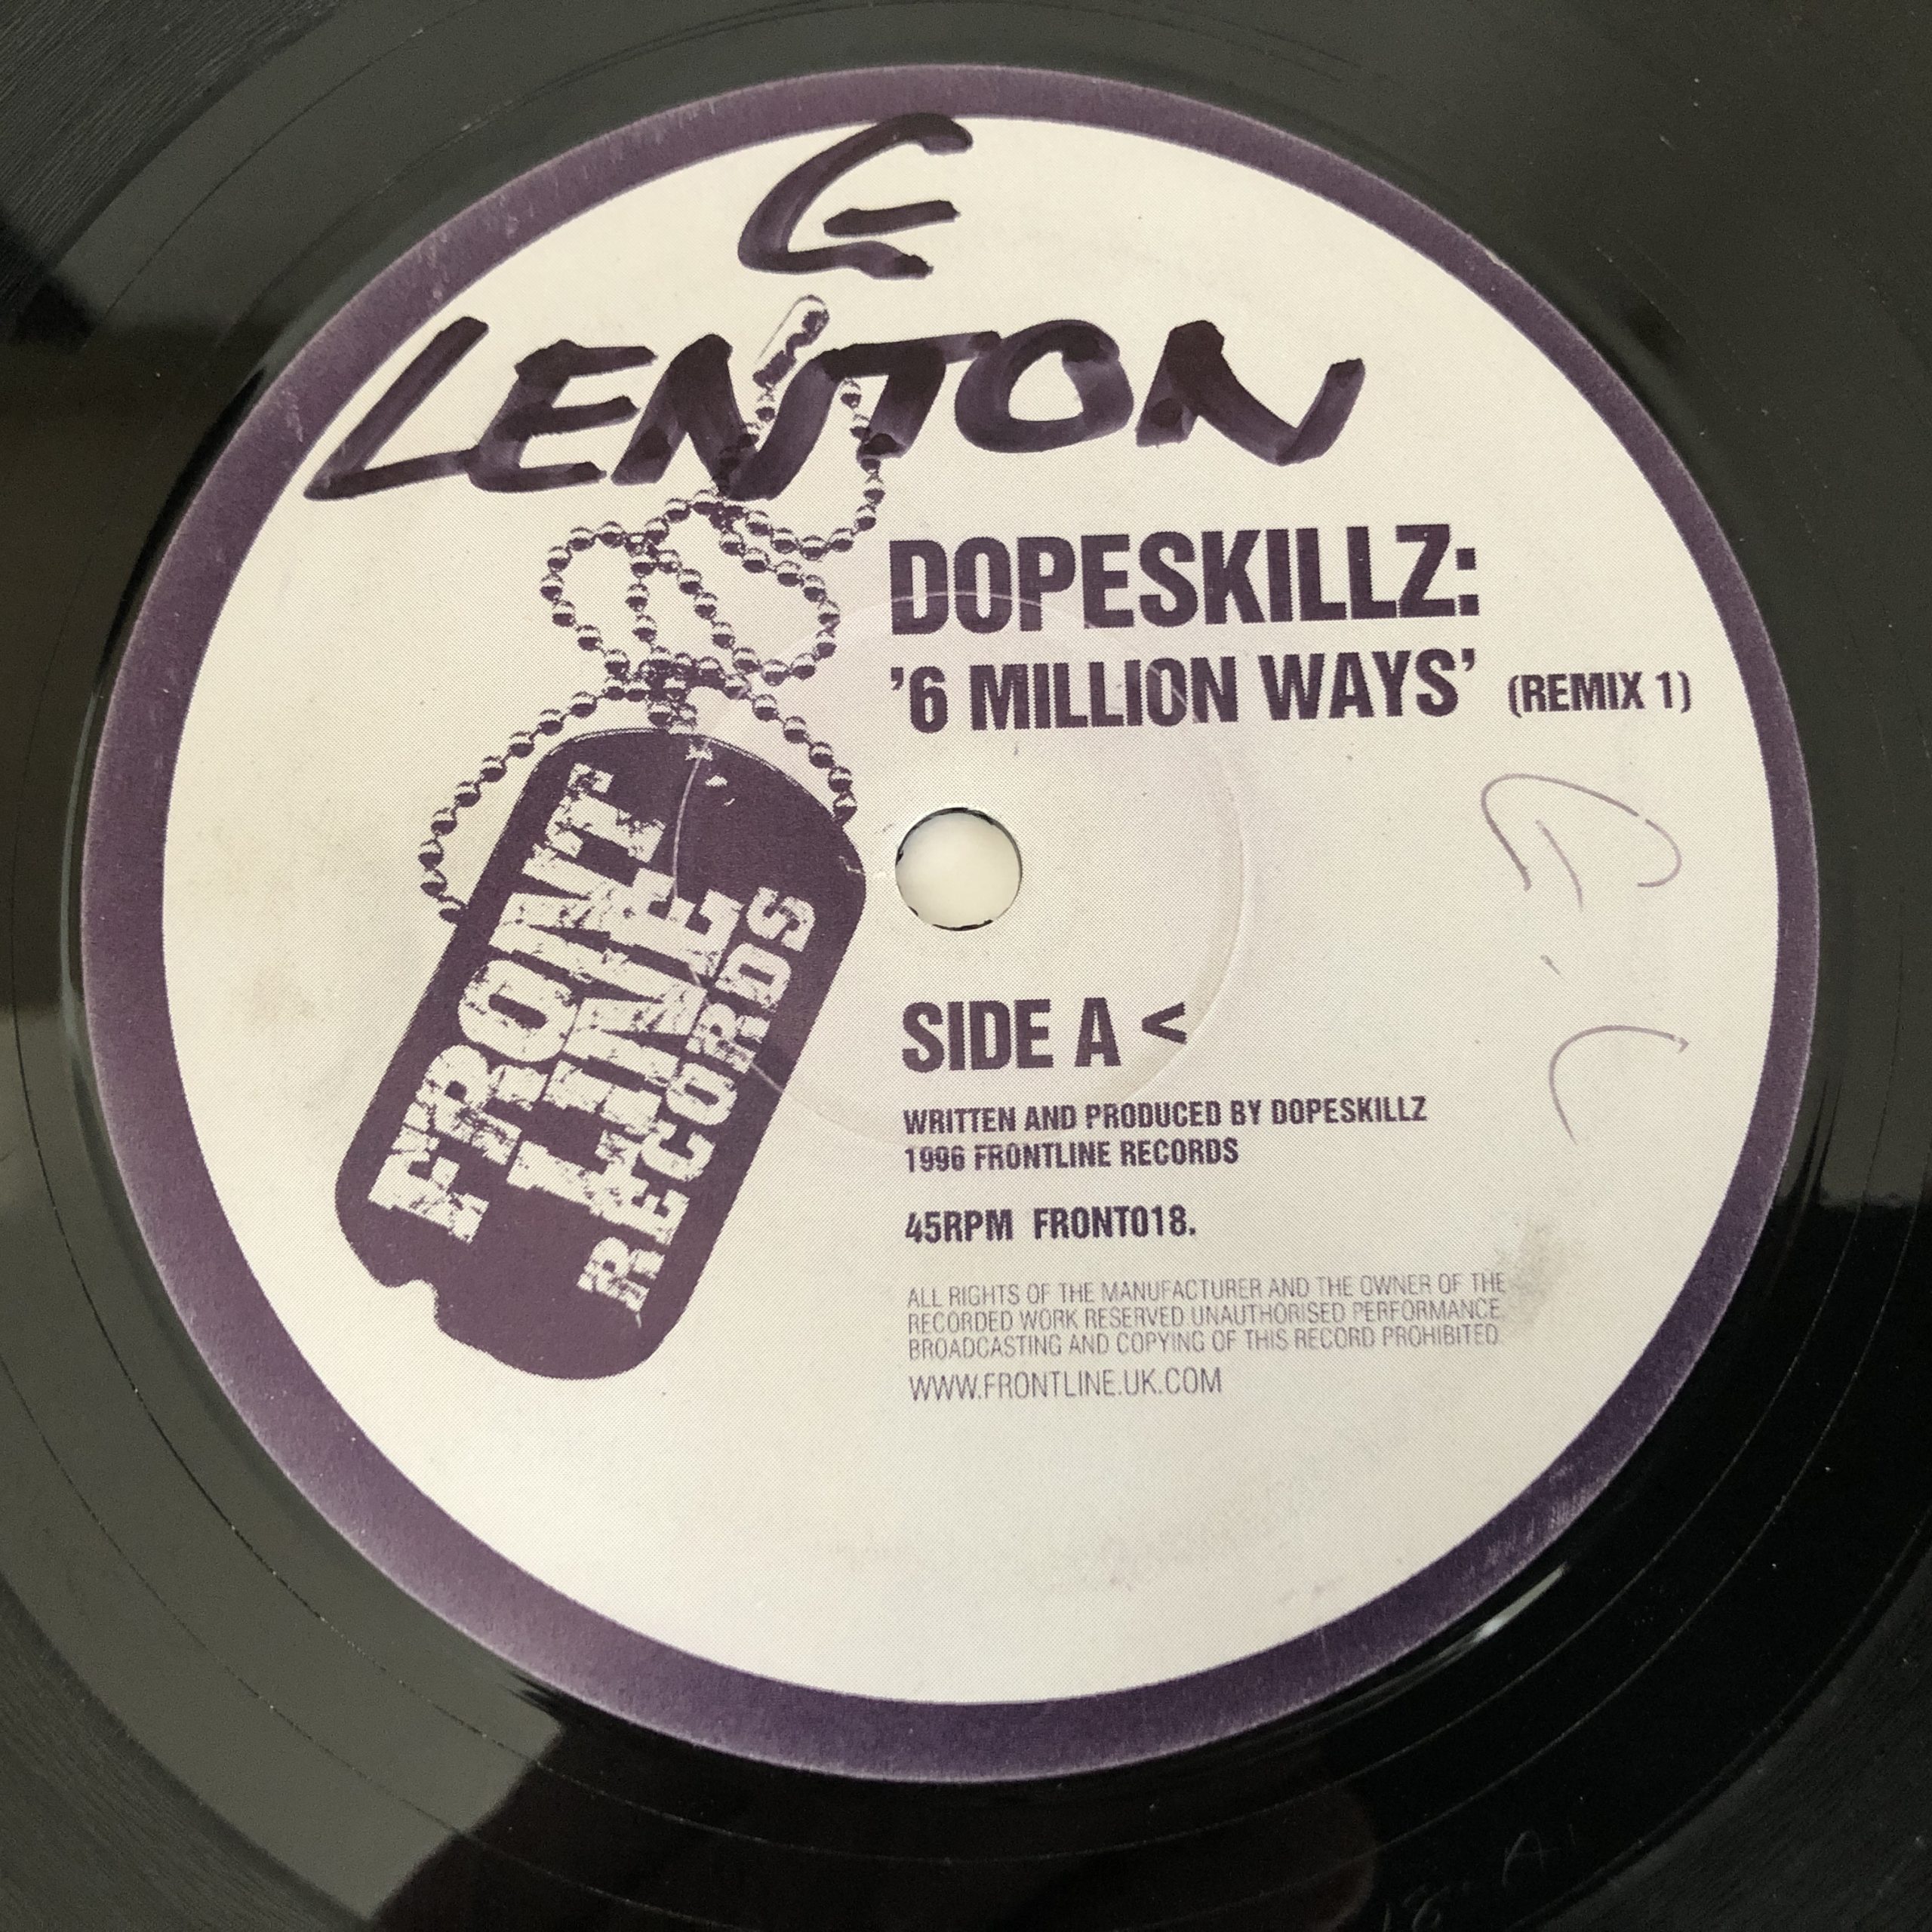 G
LENTON
DOPESKILLZ:
'6 MILLION WAYS' (REMIX 1)
FRONT
LINE
RECORDS
G.L
SIDE A <
WRITTEN AND PRODUCED BY DOPESKILLZ
1996 FRONTLINE RECORDS
45RPM FRONT018.
ALL RIGHTS OF THE MANUFACTURER AND THE OWNER OF THE
RECORDED WORK RESERVED UNAUTHORISED PERFORMANCE,
BROADCASTING AND COPYING OF THIS RECORD PROHIBITED.
WWW.FRONTLINE.UK.COM